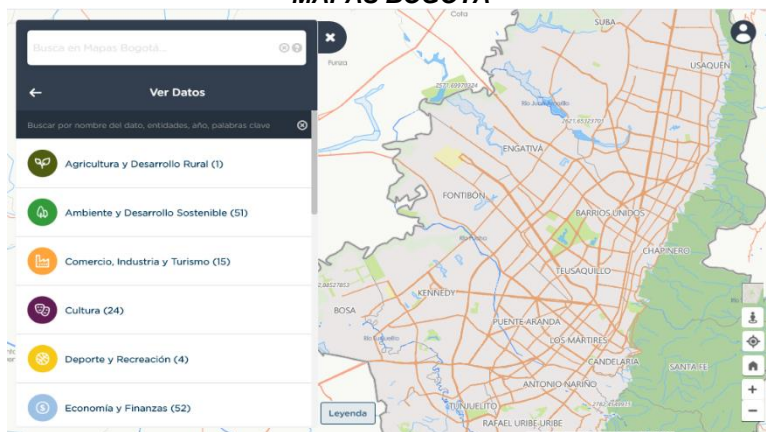 MAPAS BOGOTÁ
Busca en Mapas Bogotá...
Ver Datos
Buscar por nombre del dato, entidades, año, palabras clave
Agricultura y Desarrollo Rural (1)
Ambiente y Desarrollo Sostenible (51)
Comercio, Industria y Turismo (15)
Cultura (24)
Deporte y Recreación (4)
Economía y Finanzas (52)
Leyenda
Cota
SUBA
Funza
USAQUÉN
ENGATIVÁ
FONTIBÓN
BARRIOS UNIDOS
CHAPINERO
TEUSAQUILLO
KENNEDY
BOSA
PUENTE ARANDA
LOS MÁRTIRES
CANDELARIA
SANTA FE
ANTONIO NARIÑO
TUNJUELITO
RAFAEL URIBE URIBE
+
−